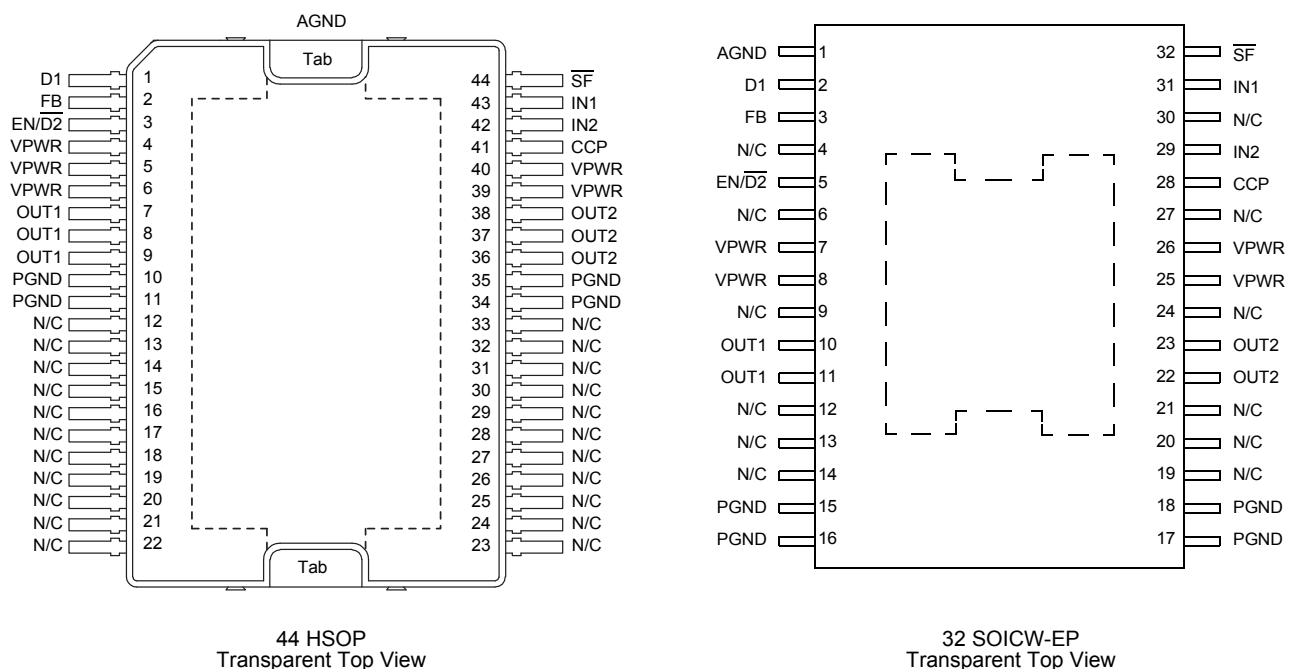 AGND
Tab
D1 1 44 S̅F̅
FB 2 43 IN1
EN/D̅2̅ 3 42 IN2
VPWR 4 41 CCP
VPWR 5 40 VPWR
VPWR 6 39 VPWR
OUT1 7 38 OUT2
OUT1 8 37 OUT2
OUT1 9 36 OUT2
PGND 10 35 PGND
PGND 11 34 PGND
N/C 12 33 N/C
N/C 13 32 N/C
N/C 14 31 N/C
N/C 15 30 N/C
N/C 16 29 N/C
N/C 17 28 N/C
N/C 18 27 N/C
N/C 19 26 N/C
N/C 20 25 N/C
N/C 21 24 N/C
N/C 22 23 N/C
Tab
44 HSOP
Transparent Top View
AGND 1 32 S̅F̅
D1 2 31 IN1
FB 3 30 N/C
N/C 4 29 IN2
EN/D̅2̅ 5 28 CCP
N/C 6 27 N/C
VPWR 7 26 VPWR
VPWR 8 25 VPWR
N/C 9 24 N/C
OUT1 10 23 OUT2
OUT1 11 22 OUT2
N/C 12 21 N/C
N/C 13 20 N/C
N/C 14 19 N/C
PGND 15 18 PGND
PGND 16 17 PGND
32 SOICW-EP
Transparent Top View